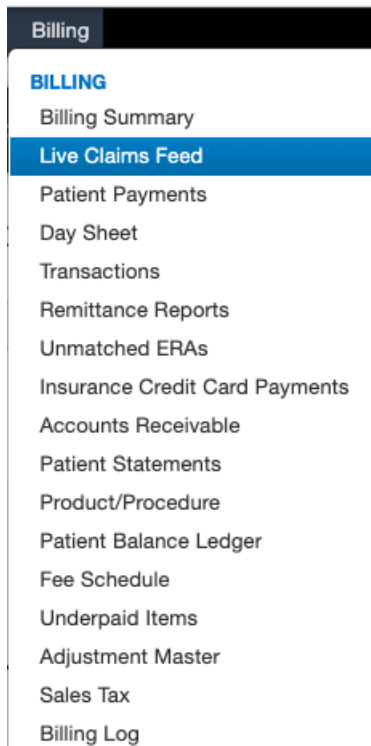 Billing
BILLING
Billing Summary
Live Claims Feed
Patient Payments
Day Sheet
Transactions
Remittance Reports
Unmatched ERAs
Insurance Credit Card Payments
Accounts Receivable
Patient Statements
Product/Procedure
Patient Balance Ledger
Fee Schedule
Underpaid Items
Adjustment Master
Sales Tax
Billing Log